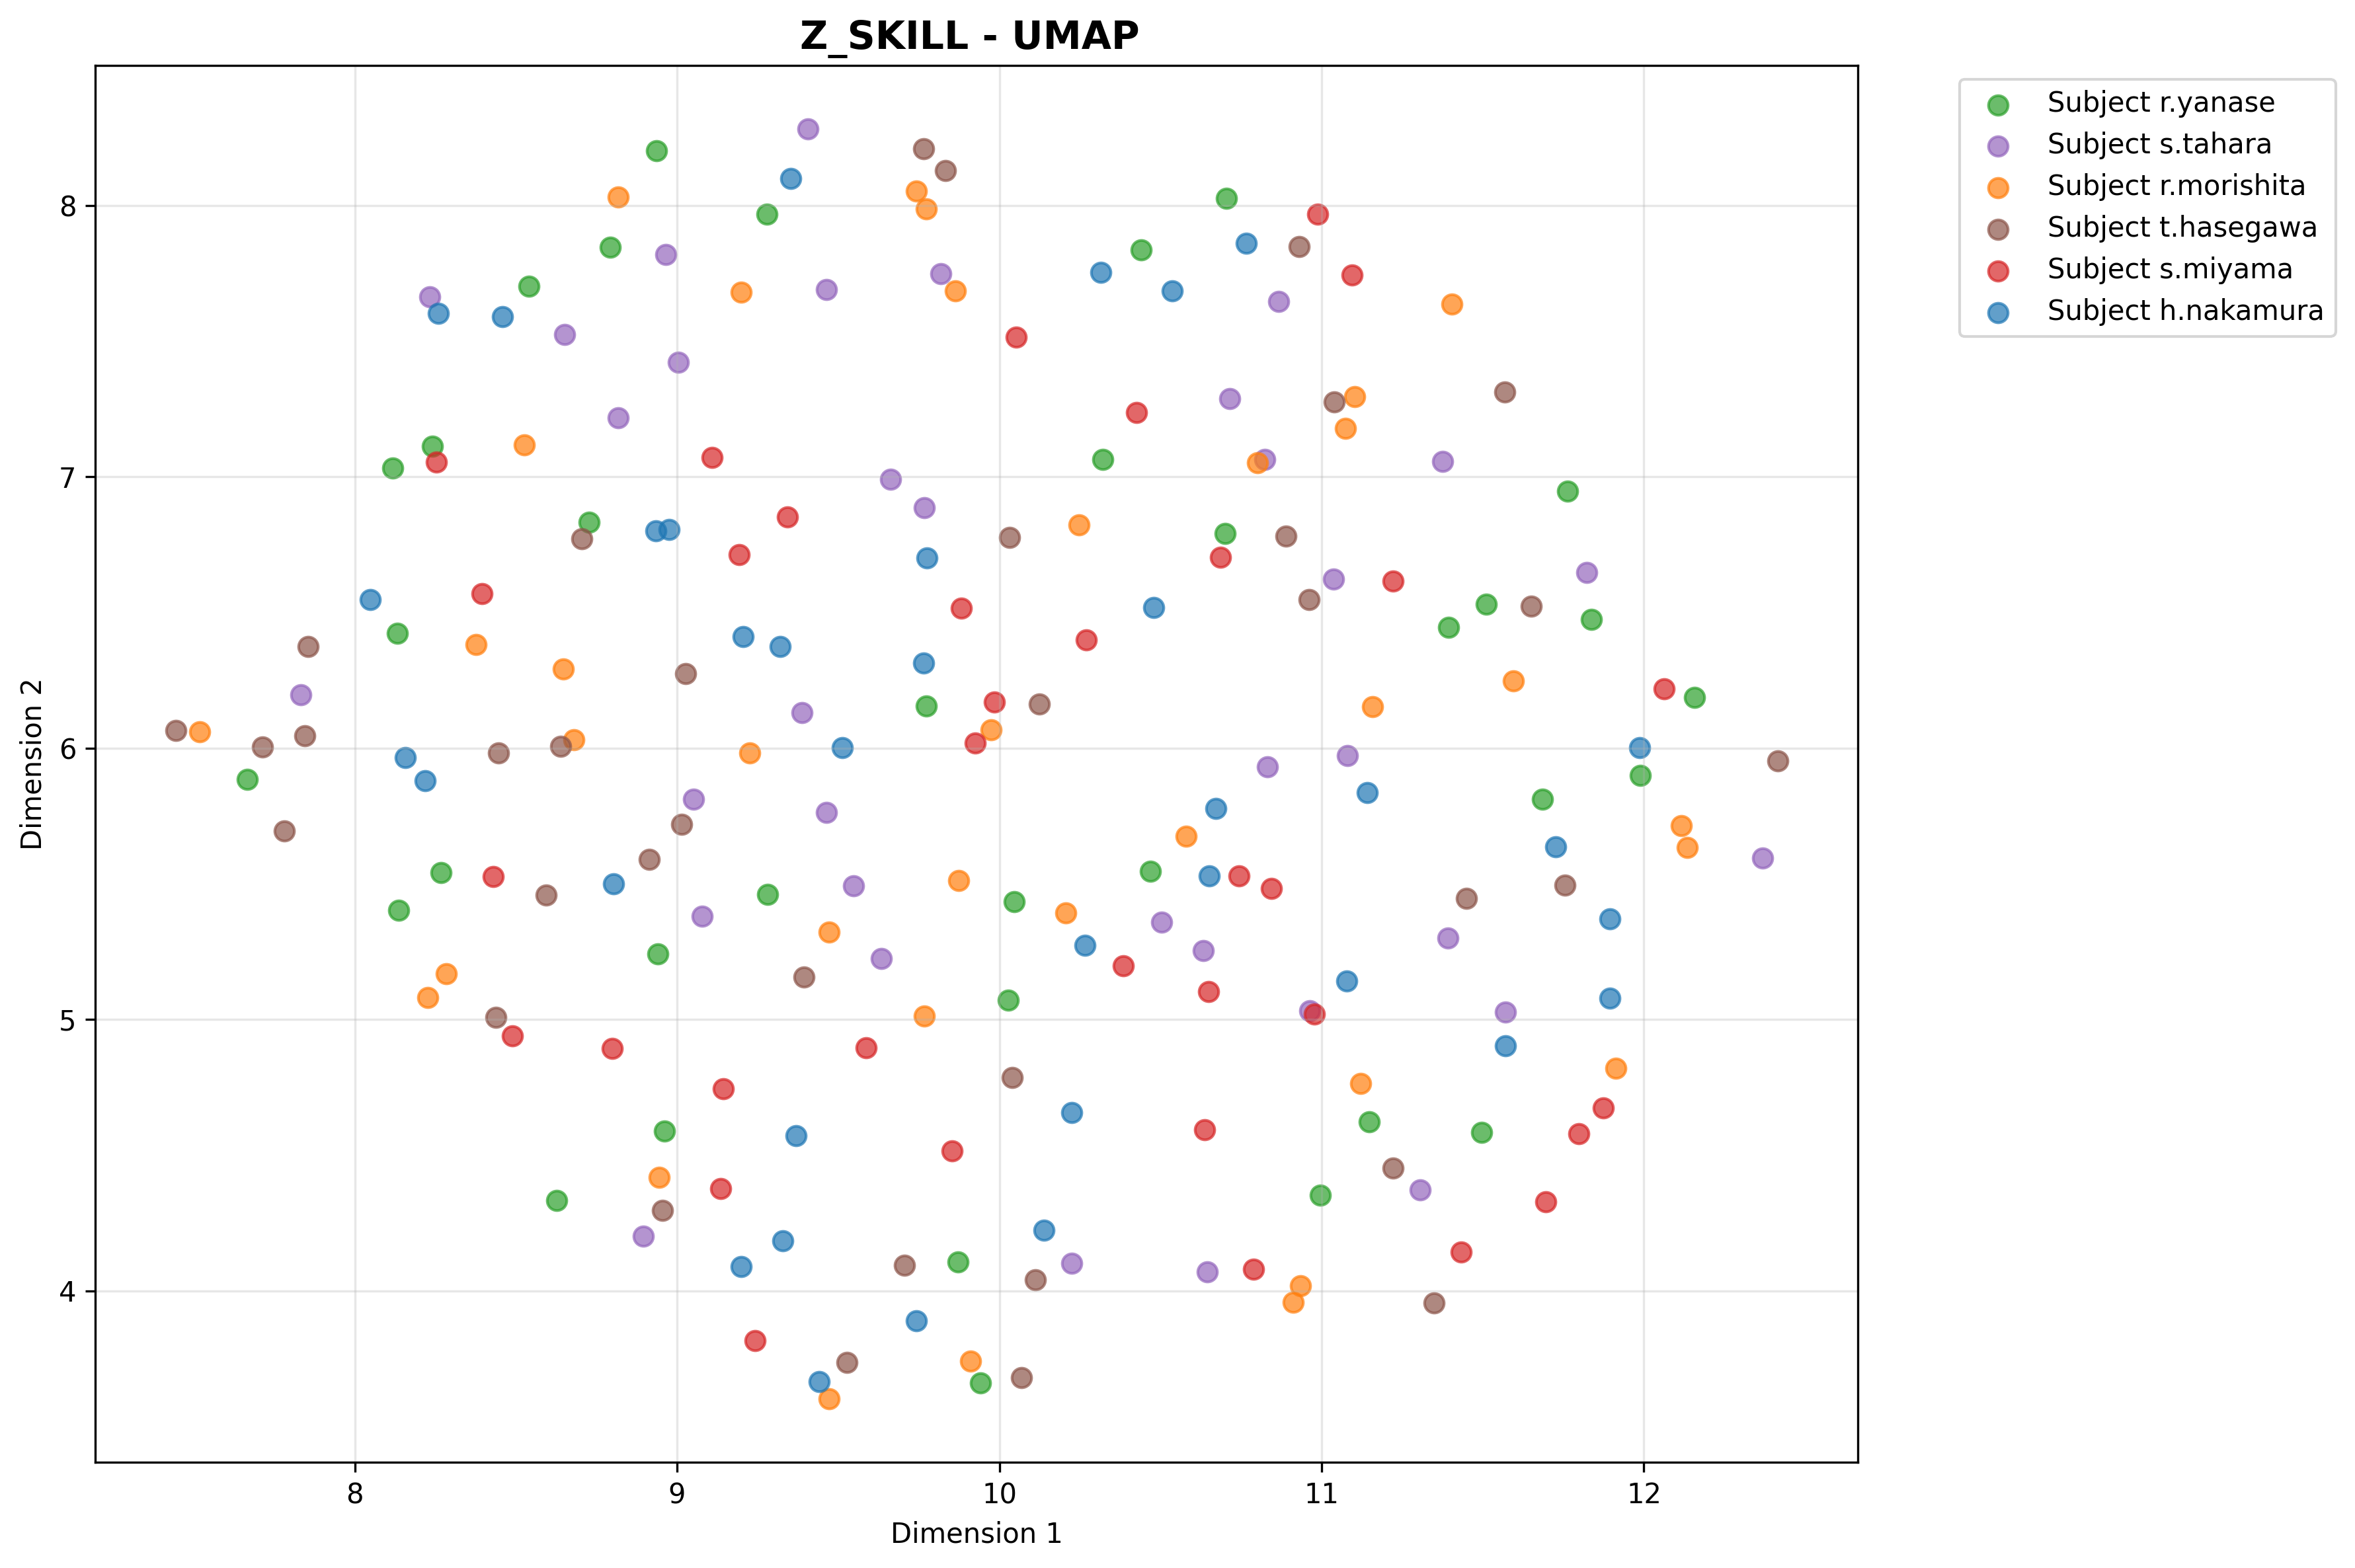 Z_SKILL - UMAP
Subject r.yanase
Subject s.tahara
Subject r.morishita
Subject t.hasegawa
Subject s.miyama
Subject h.nakamura
Dimension 2
8
7
6
5
4
8
9
10
11
12
Dimension 1